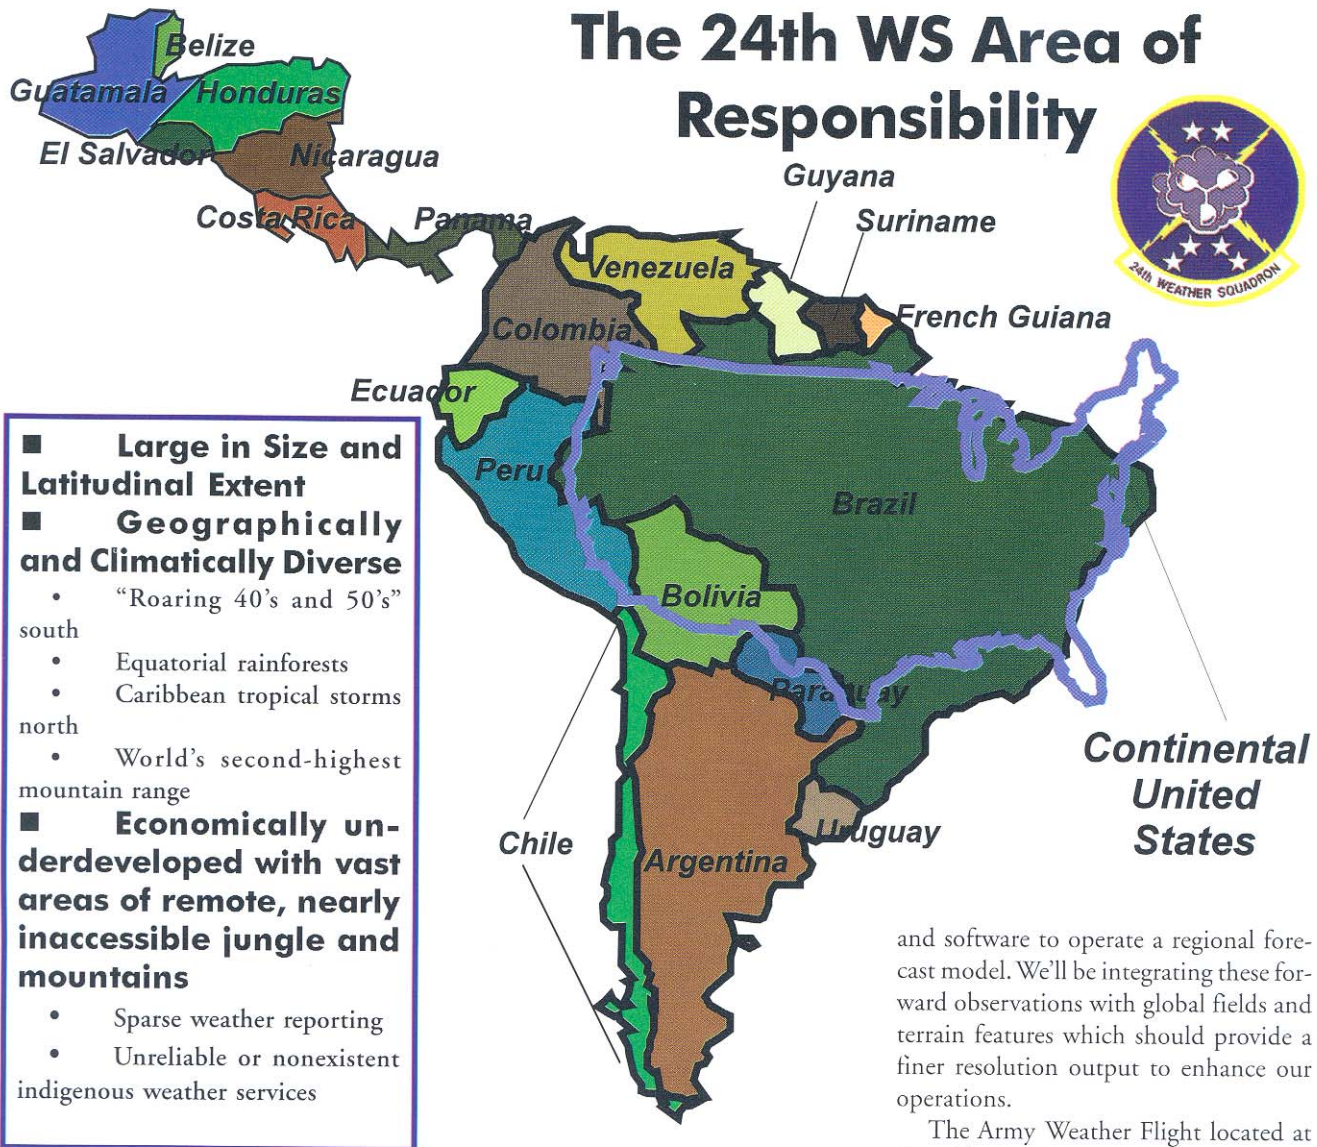 The 24th WS Area of
Responsibility
24th WEATHER SQUADRON
Belize
Guatamala
Honduras
El Salvador
Nicaragua
Costa Rica
Panama
Guyana
Suriname
Venezuela
French Guiana
Colombia
Ecuador
Peru
Brazil
Bolivia
Paraguay
Chile
Argentina
Uruguay
Continental
United
States
■ Large in Size and
Latitudinal Extent
■ Geographically
and Climatically Diverse
• "Roaring 40's and 50's"
south
• Equatorial rainforests
• Caribbean tropical storms
north
• World's second-highest
mountain range
■ Economically un-
derdeveloped with vast
areas of remote, nearly
inaccessible jungle and
mountains
• Sparse weather reporting
• Unreliable or nonexistent
indigenous weather services
and software to operate a regional fore-
cast model. We'll be integrating these for-
ward observations with global fields and
terrain features which should provide a
finer resolution output to enhance our
operations.
The Army Weather Flight located at